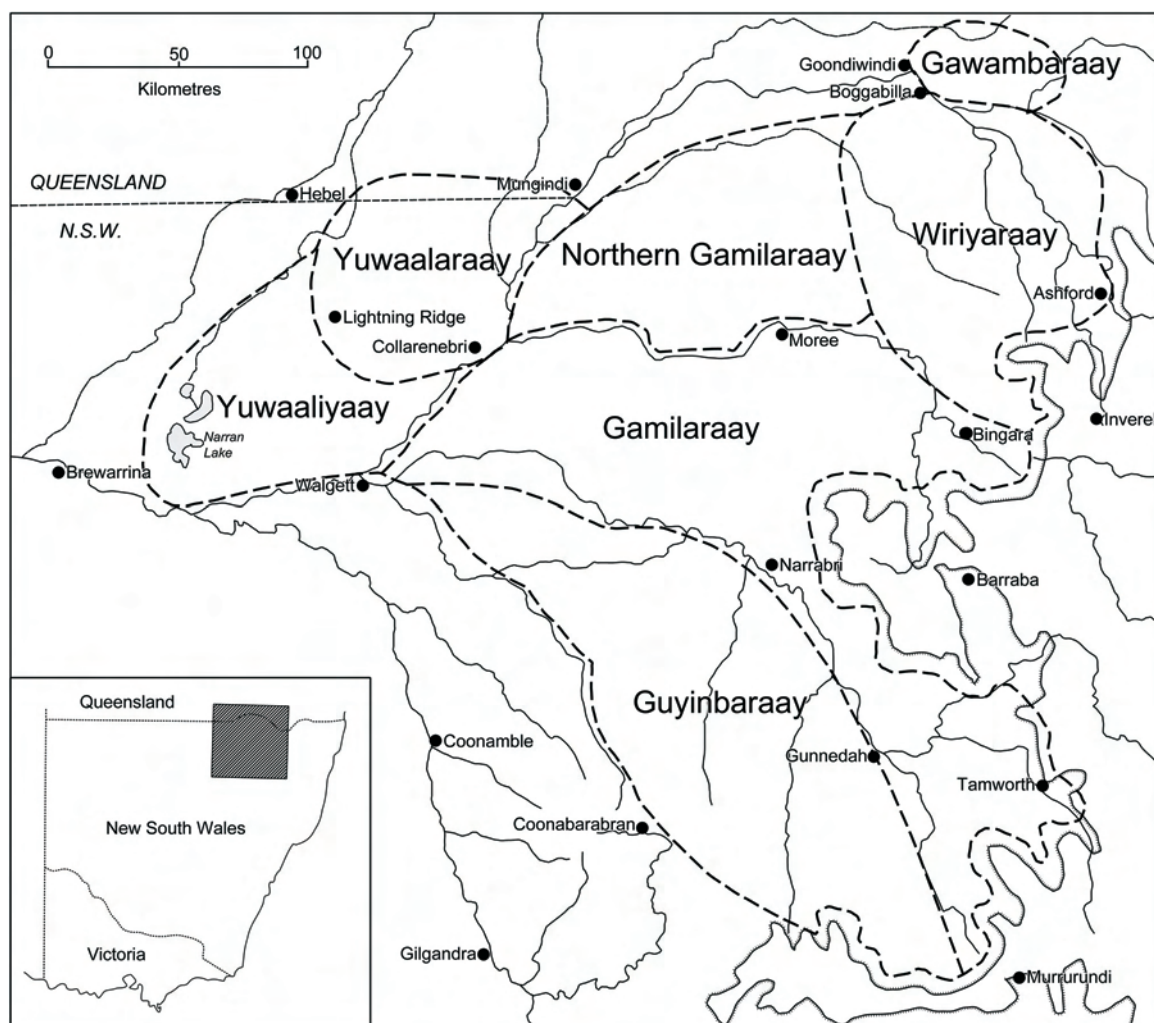 0 50 100
Kilometres
Goondiwindi
Gawambaraay
Boggabilla
QUEENSLAND
Hebel
Mungindi
N.S.W.
Wiriyaraay
Yuwaalaraay
Northern Gamilaraay
Ashford
Lightning Ridge
Moree
Collarenebri
Yuwaaliyaay
Gamilaraay
Inverell
Bingara
Narran
Lake
Brewarrina
Walgett
Narrabri
Barraba
Guyinbaraay
Coonamble
Gunnedah
Tamworth
Coonabarabran
Gilgandra
Murrurundi
Queensland
New South Wales
Victoria